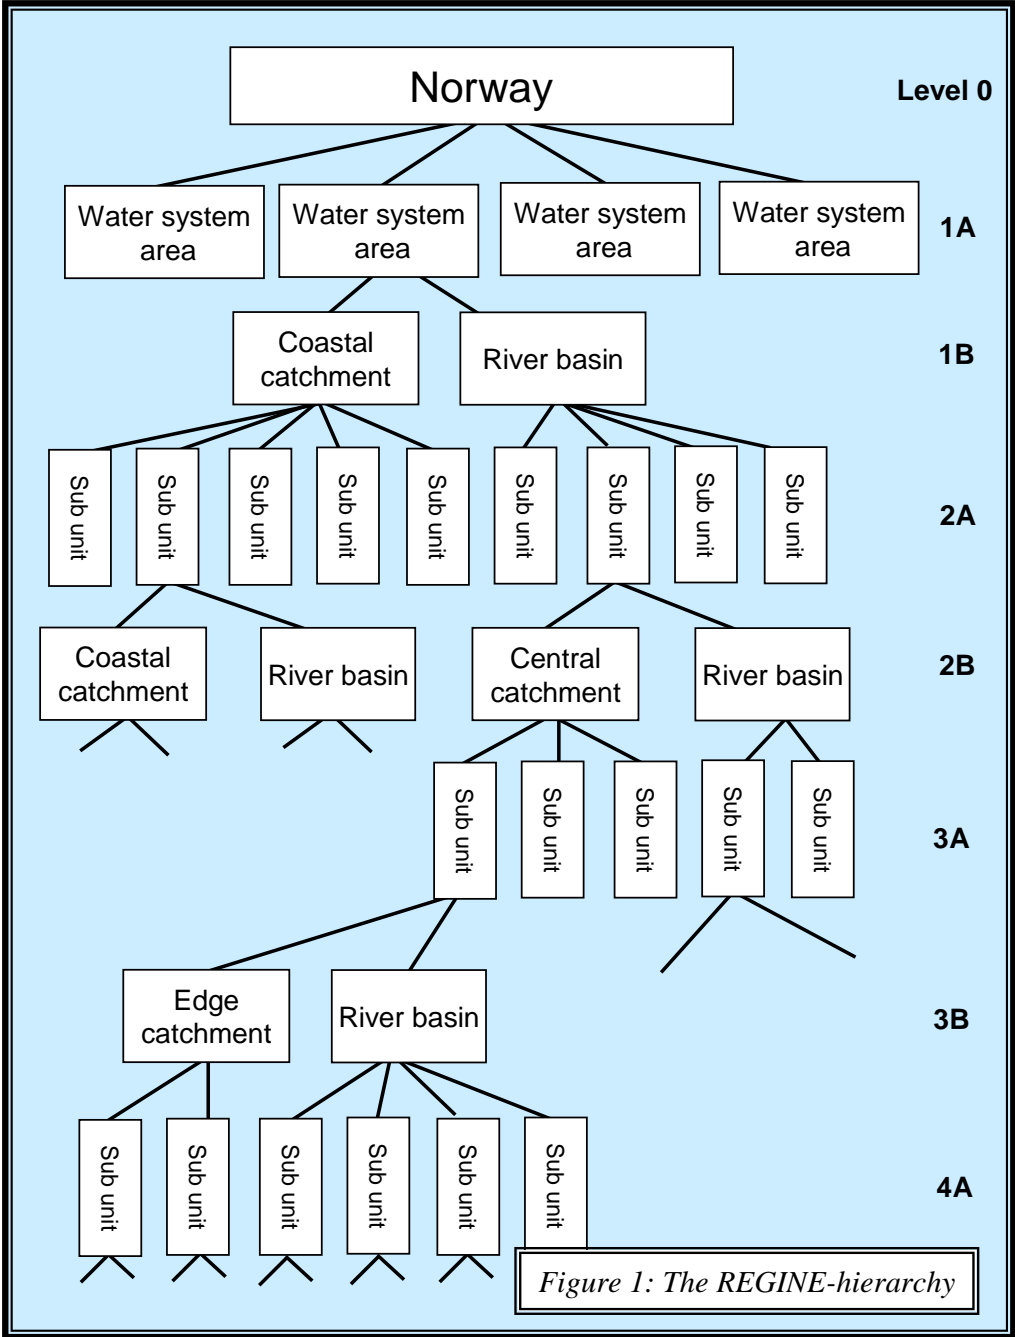 Norway
Level 0
Water system
area
Water system
area
Water system
area
Water system
area
1A
Coastal
catchment
River basin
1B
Sub unit
Sub unit
Sub unit
Sub unit
Sub unit
Sub unit
Sub unit
Sub unit
Sub unit
2A
Coastal
catchment
River basin
Central
catchment
River basin
2B
Sub unit
Sub unit
Sub unit
Sub unit
Sub unit
3A
Edge
catchment
River basin
3B
Sub unit
Sub unit
Sub unit
Sub unit
Sub unit
Sub unit
4A
Figure 1: The REGINE-hierarchy